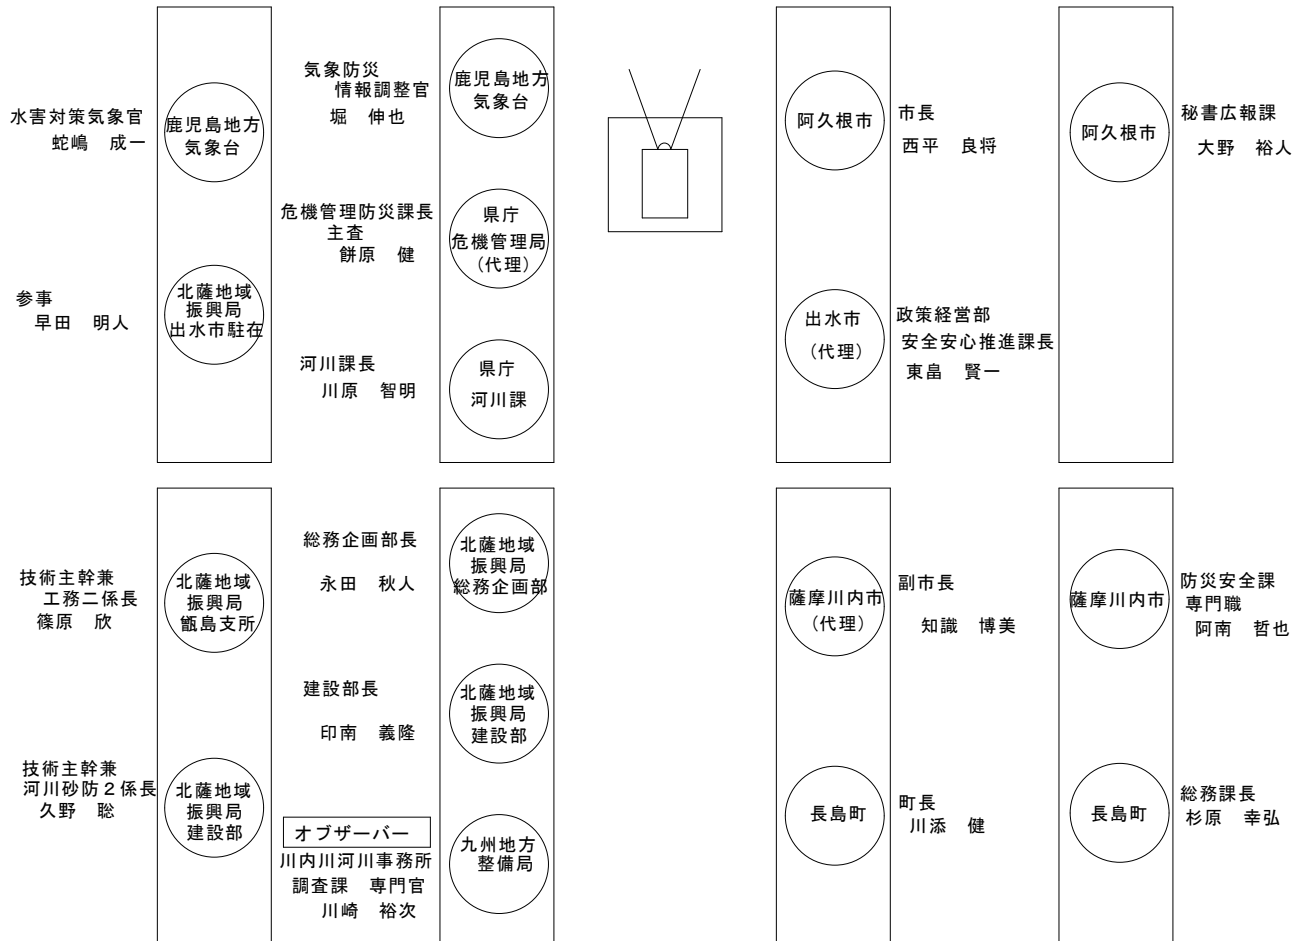 水害対策気象官
蛇嶋　成一
鹿児島地方
気象台
気象防災
情報調整官
堀　伸也
鹿児島地方
気象台
阿久根市
市長
西平　良将
阿久根市
秘書広報課
大野　裕人
危機管理防災課長
主査
餅原　健
県庁
危機管理局
(代理)
参事
早田　明人
北薩地域
振興局
出水市駐在
河川課長
川原　智明
県庁
河川課
出水市
(代理)
政策経営部
安全安心推進課長
東畠　賢一
技術主幹兼
工務二係長
篠原　欣
北薩地域
振興局
甑島支所
総務企画部長
永田　秋人
北薩地域
振興局
総務企画部
薩摩川内市
(代理)
副市長
知識　博美
薩摩川内市
防災安全課
専門職
阿南　哲也
建設部長
印南　義隆
北薩地域
振興局
建設部
技術主幹兼
河川砂防２係長
久野　聡
北薩地域
振興局
建設部
オブザーバー
川内川河川事務所
調査課　専門官
川崎　裕次
九州地方
整備局
長島町
町長
川添　健
長島町
総務課長
杉原　幸弘